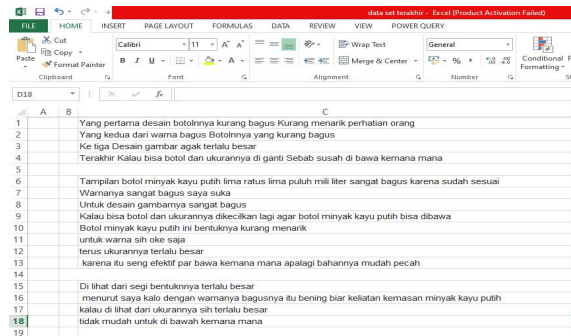 data set terakhir - Excel (Product Activation Failed)
FILE HOME INSERT PAGE LAYOUT FORMULAS DATA REVIEW VIEW POWER QUERY
Cut
Calibri 11 A A Wrap Text General
Copy
Paste Format Painter B I U A Merge & Center % Conditional
Formatting
Clipboard Font Alignment Number
D18 fx
A B C
1 Yang pertama desain botolnnya kurang bagus Kurang menarik perhatian orang
2 Yang kedua dari warna bagus Botolnnya yang kurang bagus
3 Ke tiga Desain gambar agak terlalu besar
4 Terakhir Kalau bisa botol dan ukurannya di ganti Sebab susah di bawa kemana mana
5
6 Tampilan botol minyak kayu putih lima ratus lima puluh mili liter sangat bagus karena sudah sesuai
7 Warnanya sangat bagus saya suka
8 Untuk desain gambarnya sangat bagus
9 Kalau bisa botol dan ukurannya dikecilkan lagi agar botol minyak kayu putih bisa dibawa
10 Botol minyak kayu putih ini bentuknya kurang menarik
11 untuk warna sih oke saja
12 terus ukurannya terlalu besar
13 karena itu seng efektif par bawa kemana mana apalagi bahannya mudah pecah
14
15 Di lihat dari segi bentuknnya terlalu besar
16 menurut saya kalo dengan warnanya bagusnya itu bening biar keliatan kemasan minyak kayu putih
17 kalau di lihat dari ukurannya sih terlalu besar
18 tidak mudah untuk di bawah kemana mana
19